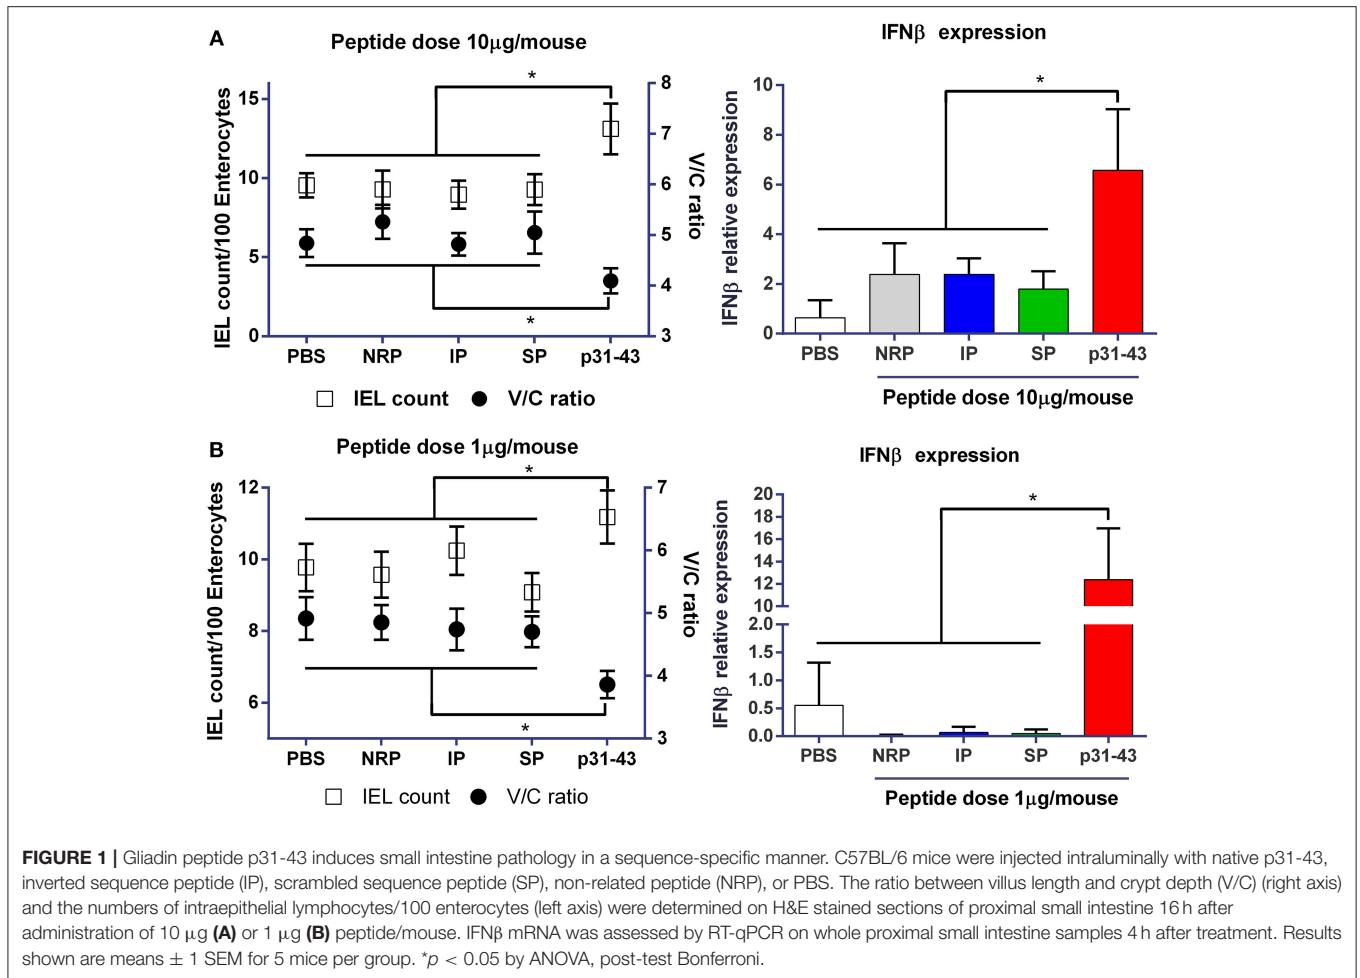 A
Peptide dose 10μg/mouse
*
15
10
5
0
IEL count/100 Enterocytes
8
7
6
5
4
3
V/C ratio
*
PBS NRP IP SP p31-43
IEL count V/C ratio
IFNβ expression
*
10
8
6
4
2
0
IFNβ relative expression
PBS NRP IP SP p31-43
Peptide dose 10μg/mouse
B
Peptide dose 1μg/mouse
*
12
10
8
6
IEL count/100 Enterocytes
7
6
5
4
3
V/C ratio
*
PBS NRP IP SP p31-43
IEL count V/C ratio
IFNβ expression
*
20
18
16
14
12
10
2.0
1.5
1.0
0.5
0.0
IFNβ relative expression
PBS NRP IP SP p31-43
Peptide dose 1μg/mouse
FIGURE 1 | Gliadin peptide p31-43 induces small intestine pathology in a sequence-specific manner. C57BL/6 mice were injected intraluminally with native p31-43,
inverted sequence peptide (IP), scrambled sequence peptide (SP), non-related peptide (NRP), or PBS. The ratio between villus length and crypt depth (V/C) (right axis)
and the numbers of intraepithelial lymphocytes/100 enterocytes (left axis) were determined on H&E stained sections of proximal small intestine 16 h after
administration of 10 μg (A) or 1 μg (B) peptide/mouse. IFNβ mRNA was assessed by RT-qPCR on whole proximal small intestine samples 4 h after treatment. Results
shown are means ± 1 SEM for 5 mice per group. *p < 0.05 by ANOVA, post-test Bonferroni.